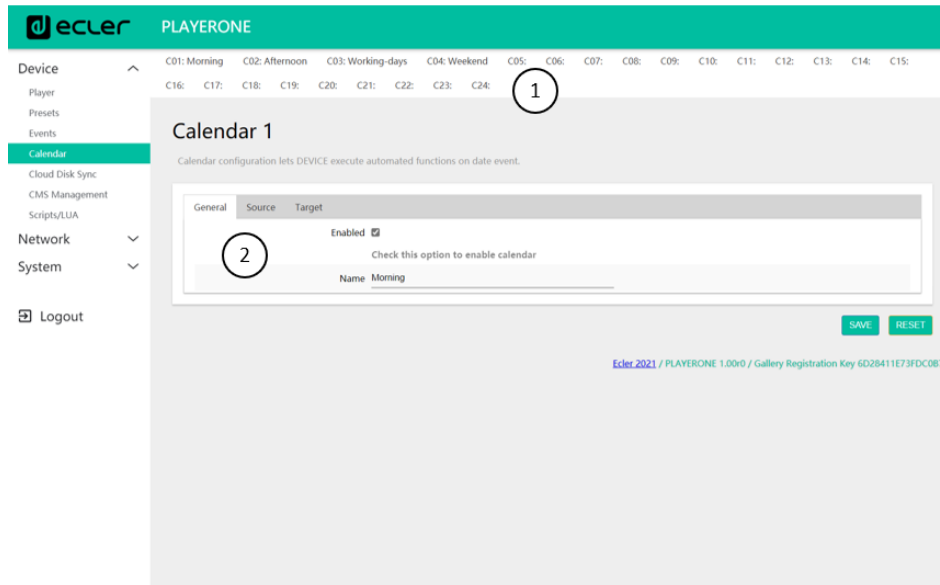 ecler PLAYERONE
Device
Player
Presets
Events
Calendar
Cloud Disk Sync
CMS Management
Scripts/LUA
Network
System
Logout
C01: Morning C02: Afternoon C03: Working-days C04: Weekend C05: C06: C07: C08: C09: C10: C11: C12: C13: C14: C15:
C16: C17: C18: C19: C20: C21: C22: C23: C24:
1
Calendar 1
Calendar configuration lets DEVICE execute automated functions on date event.
General Source Target
Enabled
2
Check this option to enable calendar
Name Morning
SAVE RESET
Ecler 2021 / PLAYERONE 1.00r0 / Gallery Registration Key 6D28411E73FDC0B